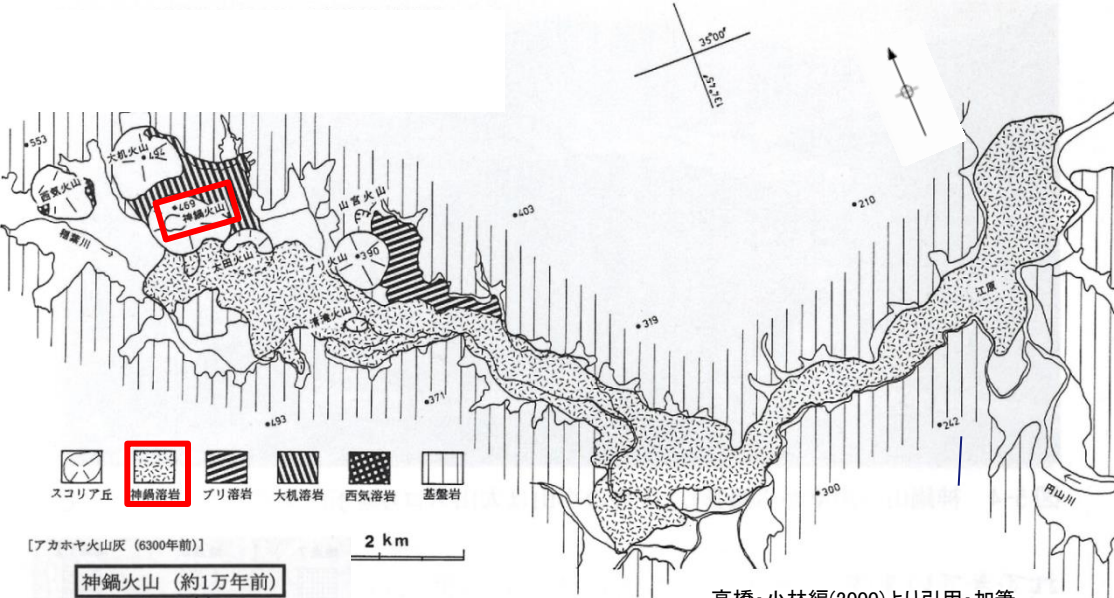 35°00'
134°45'
・553
大机火山
・494
西気火山
・469
神鍋火山
山宮火山
・403
・210
稲葉川
太田火山
ブリ火山
・390
清滝火山
江原
・319
・371
・493
・242
・300
円山川
スコリア丘
神鍋溶岩
ブリ溶岩
大机溶岩
西気溶岩
基盤岩
[アカホヤ火山灰 (6300年前)]
2 km
神鍋火山 (約1万年前)